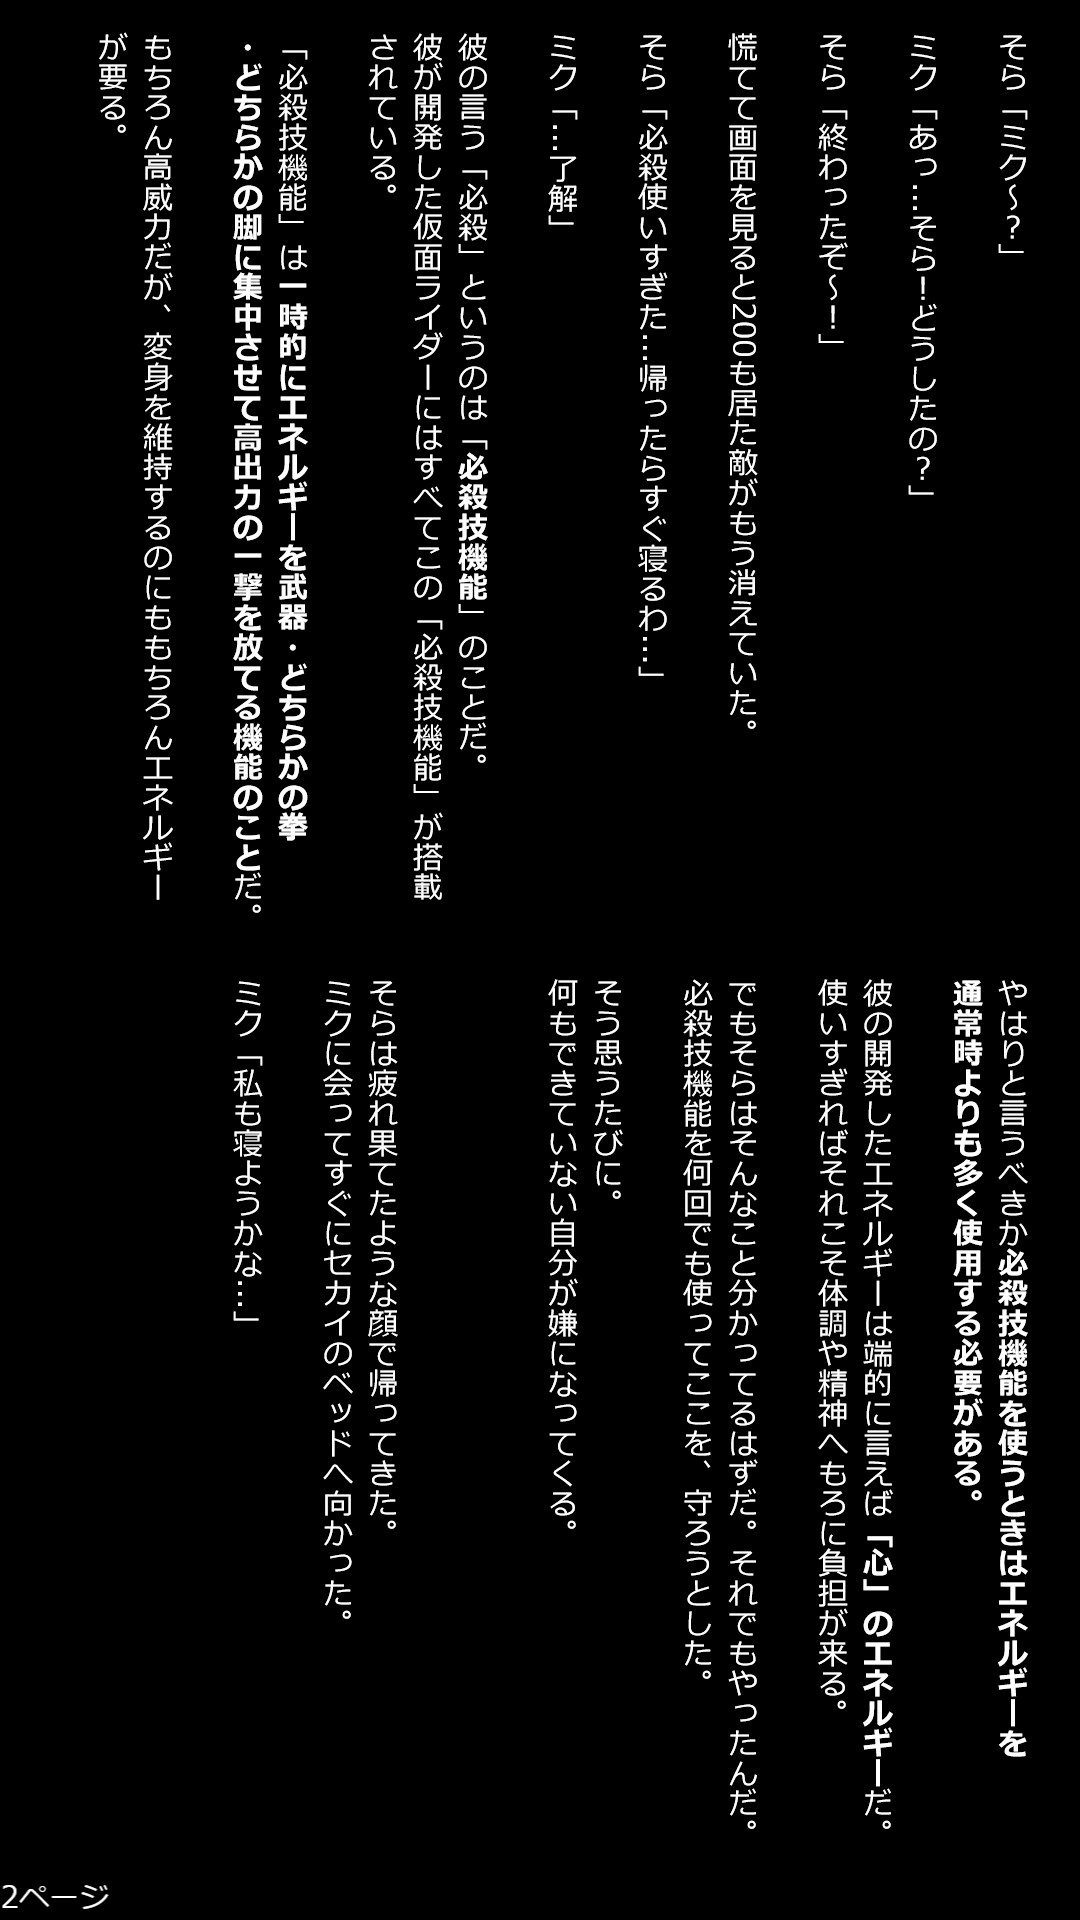 そら「ミク〜？」
ミク「あっ…そら！どうしたの？」
そら「終わったぞ〜！」
慌てて画面を見ると200も居た敵がもう消えていた。
そら「必殺使いすぎた…帰ったらすぐ寝るわ…」
ミク「…了解」
彼の言う「必殺」というのは「必殺技機能」のことだ。
彼が開発した仮面ライダーにはすべてこの「必殺技機能」が搭載
されている。
「必殺技機能」は一時的にエネルギーを武器・どちらかの拳
・どちらかの脚に集中させて高出力の一撃を放てる機能のことだ。
もちろん高威力だが、変身を維持するのにももちろんエネルギー
が要る。
やはりと言うべきか必殺技機能を使うときはエネルギーを
通常時よりも多く使用する必要がある。
彼の開発したエネルギーは端的に言えば「心」のエネルギーだ。
使いすぎればそれこそ体調や精神へもろに負担が来る。
でもそらはそんなこと分かってるはずだ。それでもやったんだ。
必殺技機能を何回でも使ってここを、守ろうとした。
そう思うたびに。
何もできていない自分が嫌になってくる。
そらは疲れ果てたような顔で帰ってきた。
ミクに会ってすぐにセカイのベッドへ向かった。
ミク「私も寝ようかな…」
2ページ